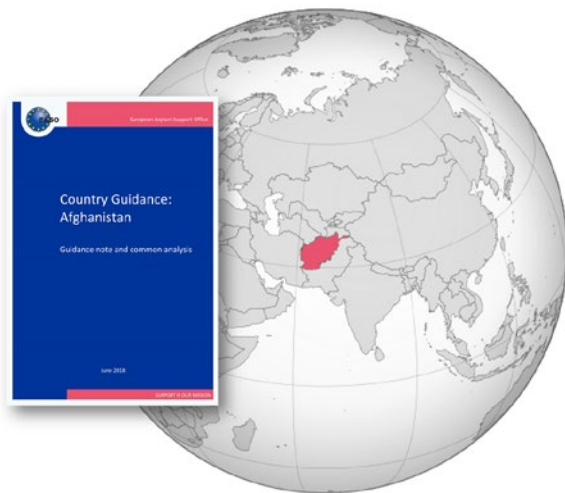 EASO
European Asylum Support Office
Country Guidance:
Afghanistan
Guidance note and common analysis
June 2018
SUPPORT IS OUR MISSION